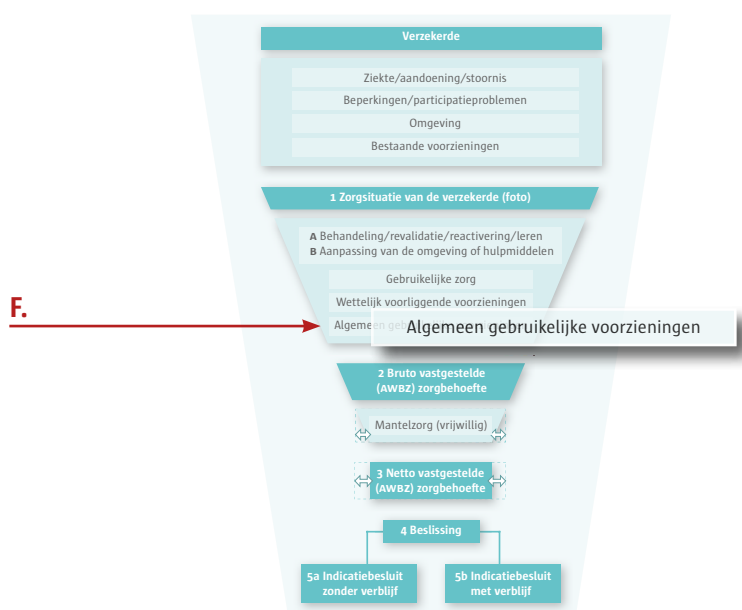 Verzekerde
Ziekte/aandoening/stoornis
Beperkingen/participatieproblemen
Omgeving
Bestaande voorzieningen
1 Zorgsituatie van de verzekerde (foto)
A Behandeling/revalidatie/reactivering/leren
B Aanpassing van de omgeving of hulpmiddelen
Gebruikelijke zorg
Wettelijk voorliggende voorzieningen
F.
Algemeen
Algemeen gebruikelijke voorzieningen
2 Bruto vastgestelde
(AWBZ) zorgbehoefte
Mantelzorg (vrijwillig)
3 Netto vastgestelde
(AWBZ) zorgbehoefte
4 Beslissing
5a Indicatiebesluit
zonder verblijf
5b Indicatiebesluit
met verblijf